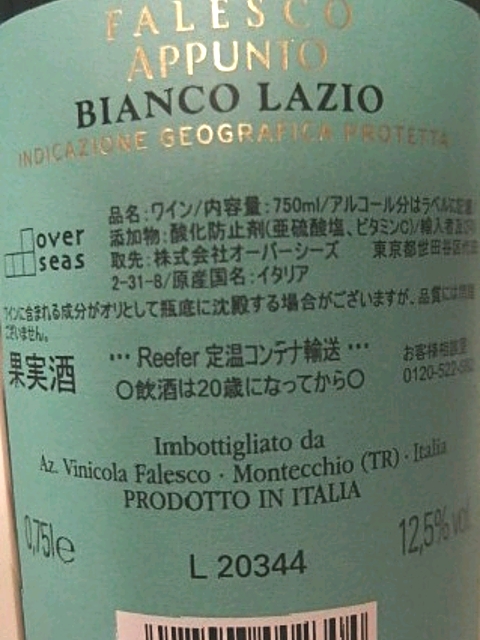 FALESCO
APPUNTO
BIANCO LAZIO
INDICAZIONE GEOGRAFICA PROTETTA
over
seas
品名:ワイン/内容量:750ml/アルコール分はラベルに記載
添加物:酸化防止剤(亜硫酸塩、ビタミンC)/輸入者及び
取先:株式会社オーバーシーズ 東京都世田谷区代
2-31-8/原産国名:イタリア
ワインに含まれる成分がオリとして瓶底に沈殿する場合がございますが、品質には問題
ございません。
果実酒
… Reefer 定温コンテナ輸送 …
○飲酒は20歳になってから○
お客様相談室
0120-522-
Imbottigliato da
Az. Vinicola Falesco · Montecchio (TR) · Italia
PRODOTTO IN ITALIA
0,75l e
12,5% vol
L 20344